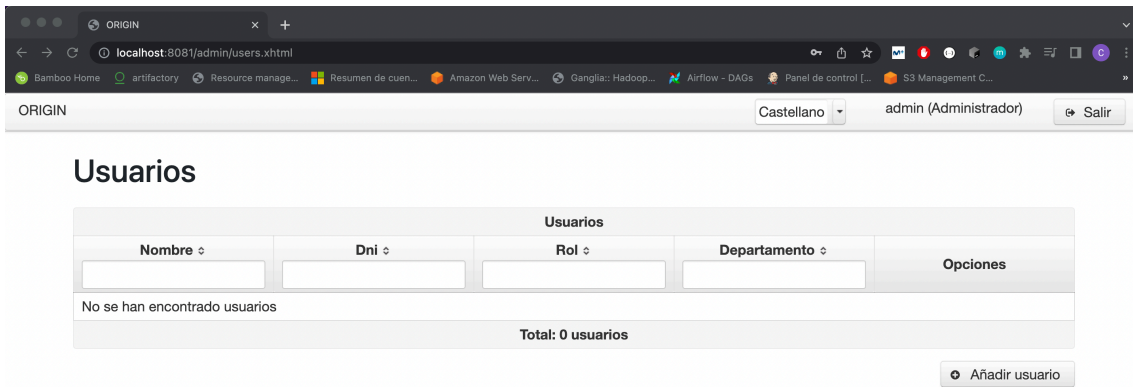 ORIGIN
localhost:8081/admin/users.xhtml
Bamboo Home artifactory Resource manage... Resumen de cuen... Amazon Web Serv... Ganglia:: Hadoop... Airflow - DAGs Panel de control [... S3 Management C... »
ORIGIN Castellano admin (Administrador) Salir
Usuarios
Usuarios
Nombre Dni Rol Departamento Opciones
No se han encontrado usuarios
Total: 0 usuarios
Añadir usuario